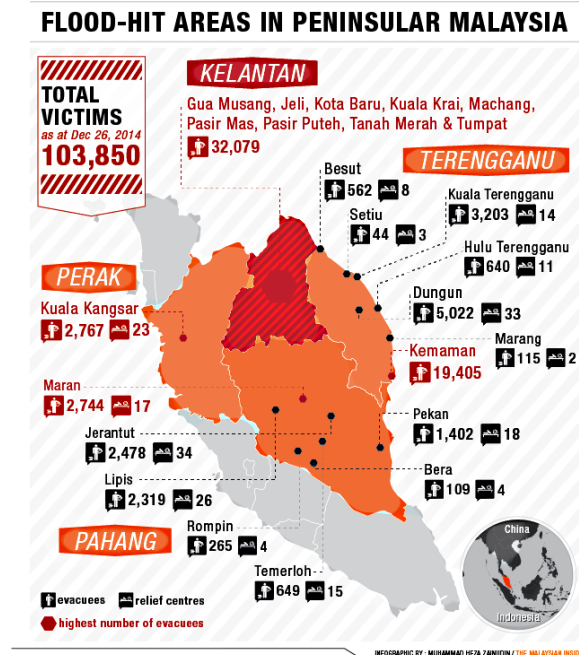 FLOOD-HIT AREAS IN PENINSULAR MALAYSIA
TOTAL
VICTIMS
as at Dec 26, 2014
103,850
KELANTAN
Gua Musang, Jeli, Kota Baru, Kuala Krai, Machang,
Pasir Mas, Pasir Puteh, Tanah Merah & Tumpat
32,079
TERENGGANU
Besut
562 8
Setiu
44 3
Kuala Terengganu
3,203 14
Hulu Terengganu
640 11
Dungun
5,022 33
Marang
115 2
Kemaman
19,405
PERAK
Kuala Kangsar
2,767 23
Maran
2,744 17
Jerantut
2,478 34
Lipis
2,319 26
PAHANG
Rompin
265 4
Temerloh
649 15
Pekan
1,402 18
Bera
109 4
evacuees relief centres
highest number of evacuees
China
Indonesia
INFOGRAPHIC BY : MUHAMMAD HEZA ZAINUDIN / THE MALAYSIAN INSID